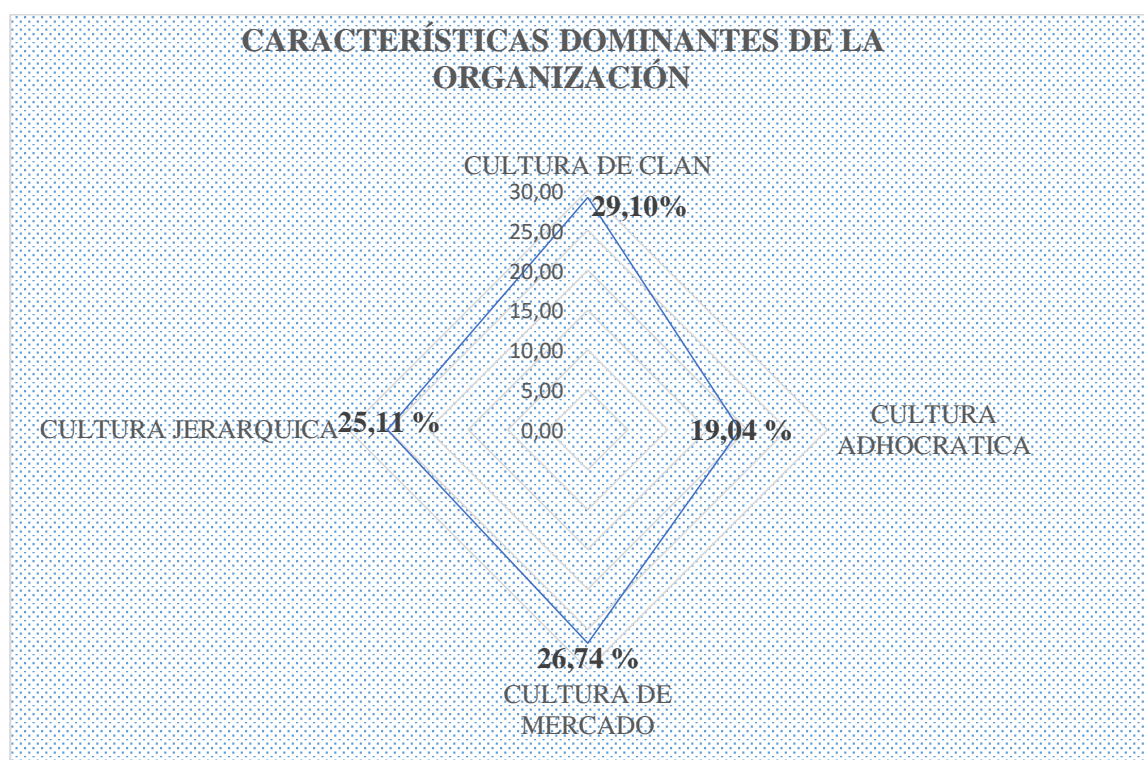 CARACTERÍSTICAS DOMINANTES DE LA
ORGANIZACIÓN
CULTURA DE CLAN
30,00
29,10%
25,00
20,00
15,00
10,00
5,00
0,00
CULTURA JERARQUICA
25,11 %
19,04 %
CULTURA
ADHOCRATICA
26,74 %
CULTURA DE
MERCADO